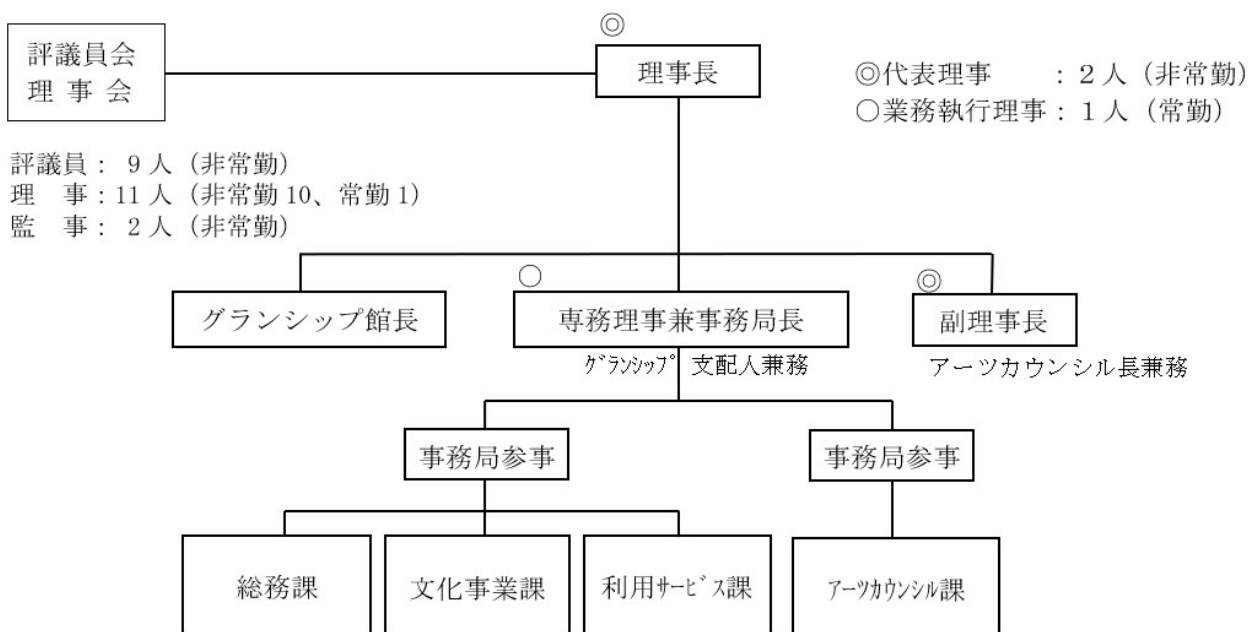 ◎
評議員会
理事会
理事長
◎代表理事　　：２人（非常勤）
○業務執行理事：１人（常勤）
評議員： 9人（非常勤）
理　事：11人（非常勤10、常勤1）
監　事： 2人（非常勤）
○
◎
グランシップ館長
専務理事兼事務局長
副理事長
ｸﾞﾗﾝｼｯﾌﾟ 支配人兼務
アーツカウンシル長兼務
事務局参事
事務局参事
総務課
文化事業課
利用ｻｰﾋﾞｽ課
ｱｰﾂｶｳﾝｼﾙ課